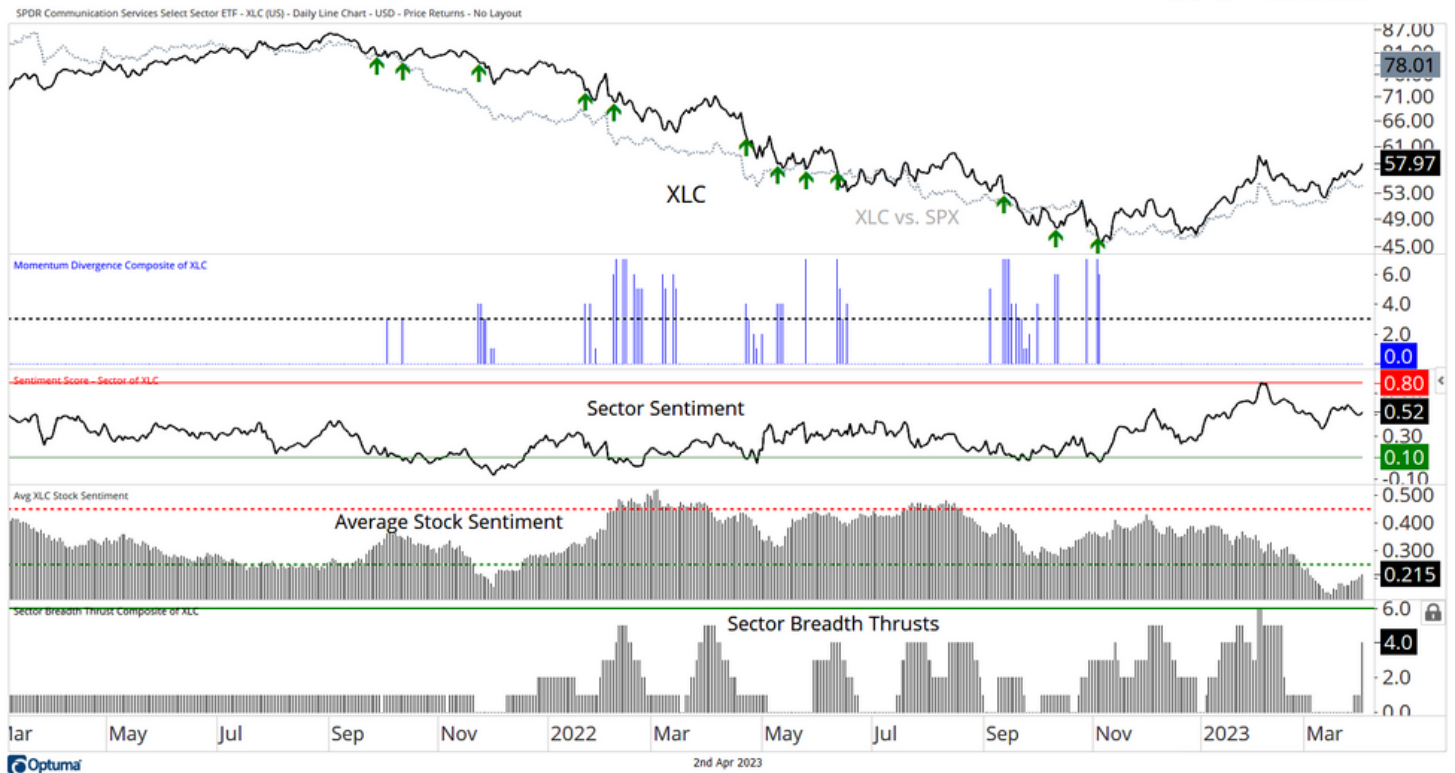 SPDR Communication Services Select Sector ETF - XLC (US) - Daily Line Chart - USD - Price Returns - No Layout
87.00
78.01
71.00
66.00
61.00
57.97
53.00
49.00
45.00
XLC
XLC vs. SPX
Momentum Divergence Composite of XLC
6.0
4.0
2.0
0.0
Sentiment Score - Sector of XLC
Sector Sentiment
0.80
0.52
0.30
0.10
-0.10
Avg XLC Stock Sentiment
Average Stock Sentiment
0.500
0.400
0.300
0.215
Sector Breadth Thrust Composite of XLC
Sector Breadth Thrusts
6.0
4.0
2.0
0.0
May Jul Sep Nov 2022 Mar May Jul Sep Nov 2023 Mar
Optuma
2nd Apr 2023